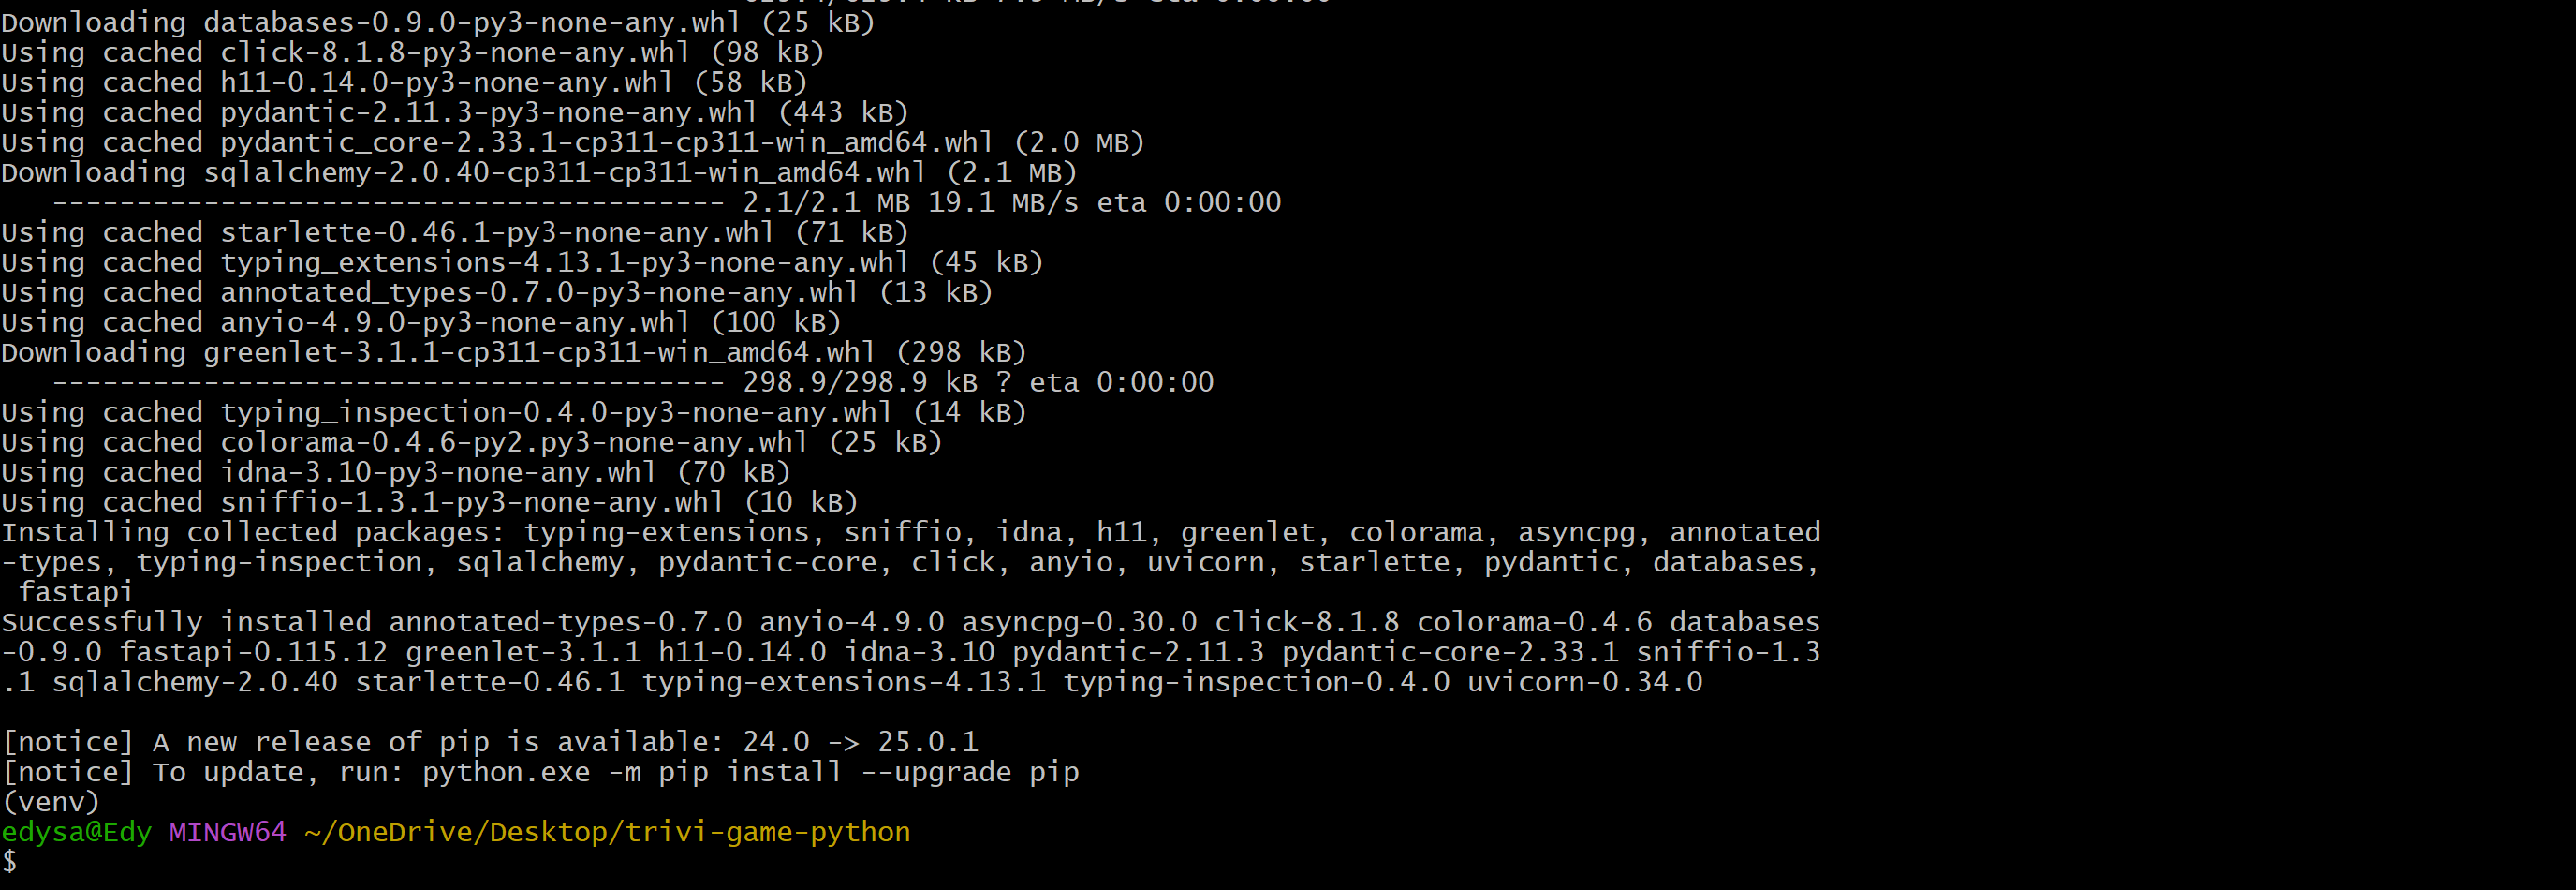 Downloading databases-0.9.0-py3-none-any.whl (25 kB)
Using cached click-8.1.8-py3-none-any.whl (98 kB)
Using cached h11-0.14.0-py3-none-any.whl (58 kB)
Using cached pydantic-2.11.3-py3-none-any.whl (443 kB)
Using cached pydantic_core-2.33.1-cp311-cp311-win_amd64.whl (2.0 MB)
Downloading sqlalchemy-2.0.40-cp311-cp311-win_amd64.whl (2.1 MB)
   ---------------------------------------- 2.1/2.1 MB 19.1 MB/s eta 0:00:00
Using cached starlette-0.46.1-py3-none-any.whl (71 kB)
Using cached typing_extensions-4.13.1-py3-none-any.whl (45 kB)
Using cached annotated_types-0.7.0-py3-none-any.whl (13 kB)
Using cached anyio-4.9.0-py3-none-any.whl (100 kB)
Downloading greenlet-3.1.1-cp311-cp311-win_amd64.whl (298 kB)
   ---------------------------------------- 298.9/298.9 kB ? eta 0:00:00
Using cached typing_inspection-0.4.0-py3-none-any.whl (14 kB)
Using cached colorama-0.4.6-py2.py3-none-any.whl (25 kB)
Using cached idna-3.10-py3-none-any.whl (70 kB)
Using cached sniffio-1.3.1-py3-none-any.whl (10 kB)
Installing collected packages: typing-extensions, sniffio, idna, h11, greenlet, colorama, asyncpg, annotated
-types, typing-inspection, sqlalchemy, pydantic-core, click, anyio, uvicorn, starlette, pydantic, databases,
 fastapi
Successfully installed annotated-types-0.7.0 anyio-4.9.0 asyncpg-0.30.0 click-8.1.8 colorama-0.4.6 databases
-0.9.0 fastapi-0.115.12 greenlet-3.1.1 h11-0.14.0 idna-3.10 pydantic-2.11.3 pydantic-core-2.33.1 sniffio-1.3
.1 sqlalchemy-2.0.40 starlette-0.46.1 typing-extensions-4.13.1 typing-inspection-0.4.0 uvicorn-0.34.0

[notice] A new release of pip is available: 24.0 -> 25.0.1
[notice] To update, run: python.exe -m pip install --upgrade pip
(venv)
edysa@Edy MINGW64 ~/OneDrive/Desktop/trivi-game-python
$